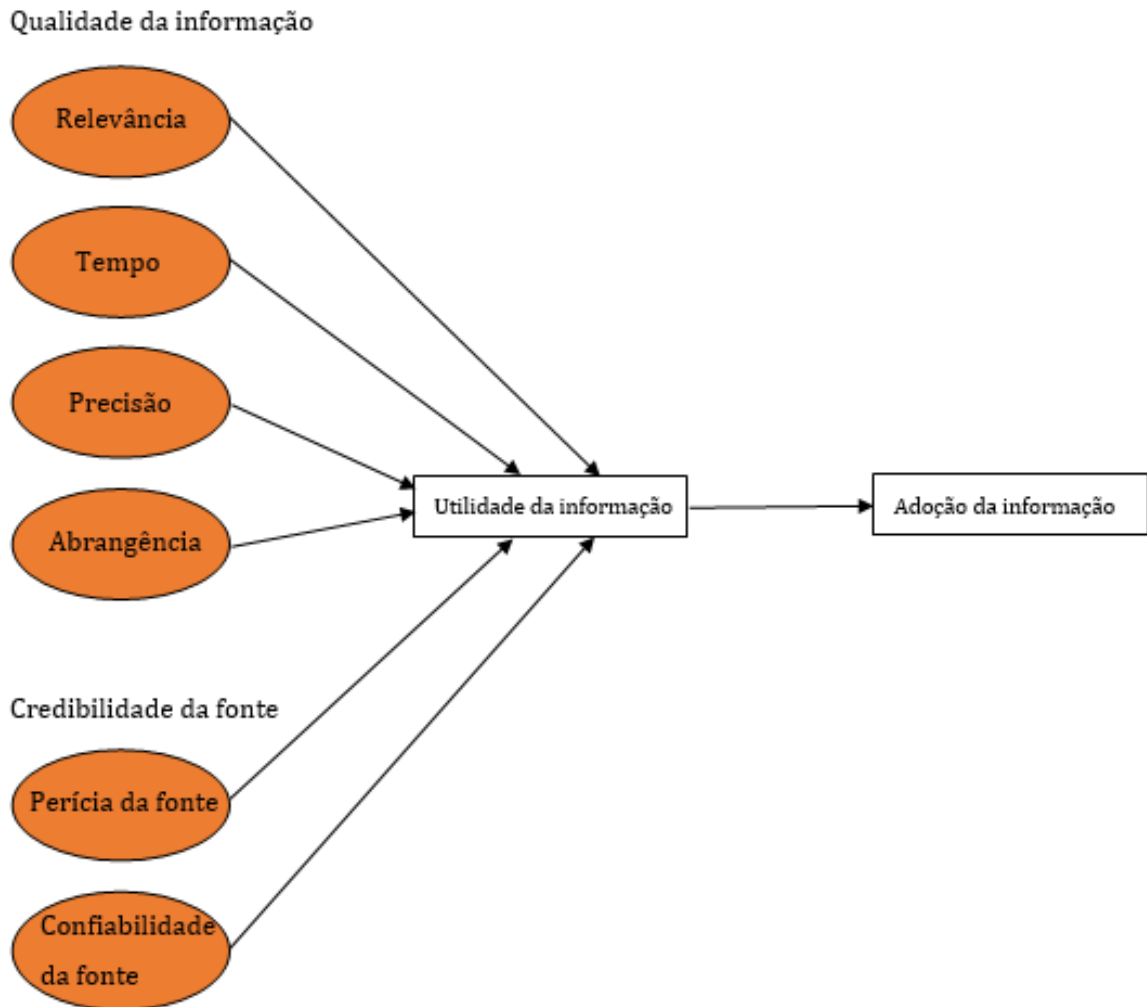 Qualidade da informação
Relevância
Tempo
Precisão
Abrangência
Utilidade da informação
Adoção da informação
Credibilidade da fonte
Perícia da fonte
Confiabilidade
da fonte